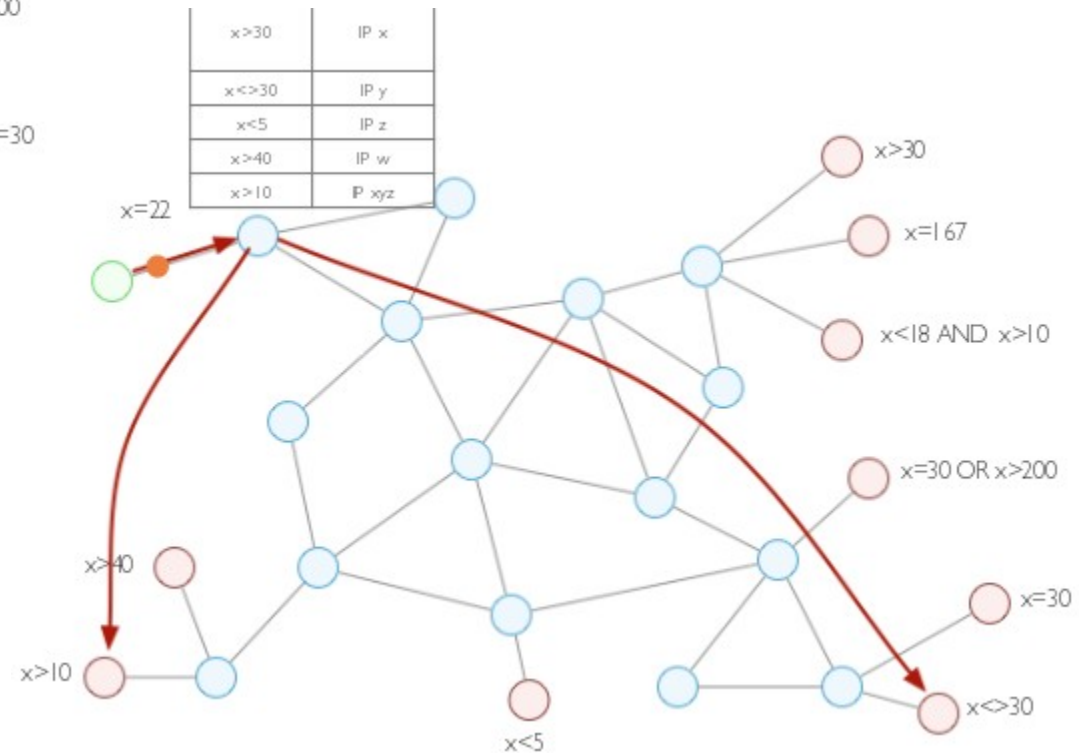 00
x>30 IP x
x<>30 IP y
=30
x<5 IP z
x>40 IP w
x>10 IP xyz
x=22
x>30
x=167
x<18 AND x>10
x=30 OR x>200
x>40
x=30
x>10
x<>30
x<5